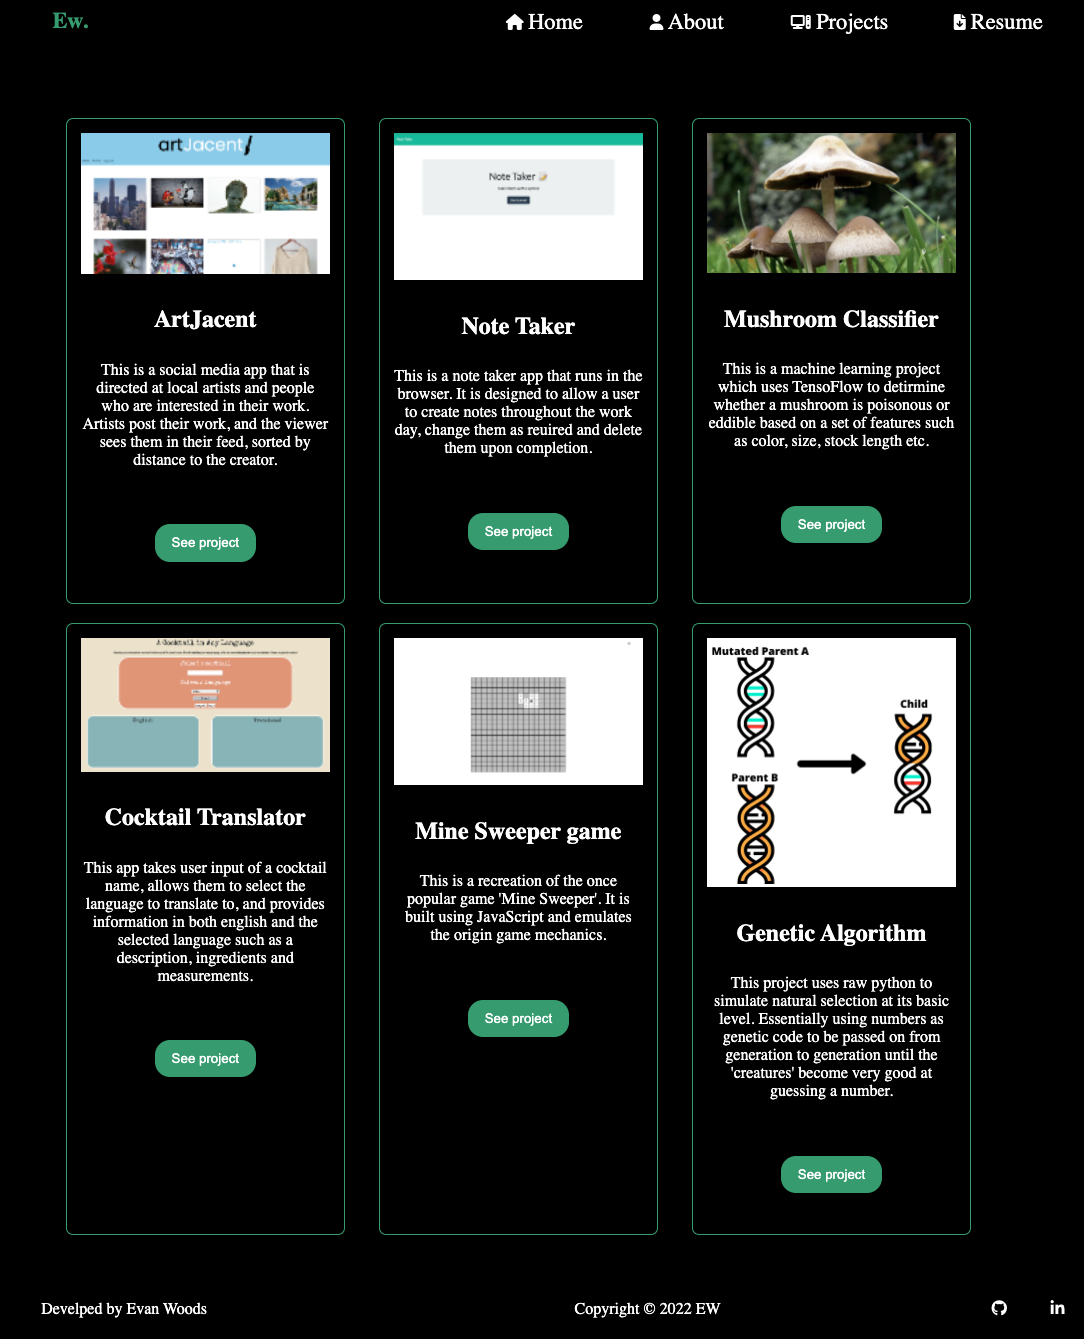 Ew.
Home
About
Projects
Resume
artJacent
Note Taker
ArtJacent
This is a social media app that is
directed at local artists and people
who are interested in their work.
Artists post their work, and the viewer
sees them in their feed, sorted by
distance to the creator.
See project
Note Taker
This is a note taker app that runs in the
browser. It is designed to allow a user
to create notes throughout the work
day, change them as reuired and delete
them upon completion.
See project
Mushroom Classifier
This is a machine learning project
which uses TensoFlow to detirmine
whether a mushroom is poisonous or
eddible based on a set of features such
as color, size, stock length etc.
See project
A Cocktail in Any Language
English
Cocktail Translator
This app takes user input of a cocktail
name, allows them to select the
language to translate to, and provides
information in both english and the
selected language such as a
description, ingredients and
measurements.
See project
Mine Sweeper game
This is a recreation of the once
popular game 'Mine Sweeper'. It is
built using JavaScript and emulates
the origin game mechanics.
See project
Mutated Parent A
Child
Parent B
Genetic Algorithm
This project uses raw python to
simulate natural selection at its basic
level. Essentially using numbers as
genetic code to be passed on from
generation to generation until the
'creatures' become very good at
guessing a number.
See project
Develped by Evan Woods
Copyright © 2022 EW